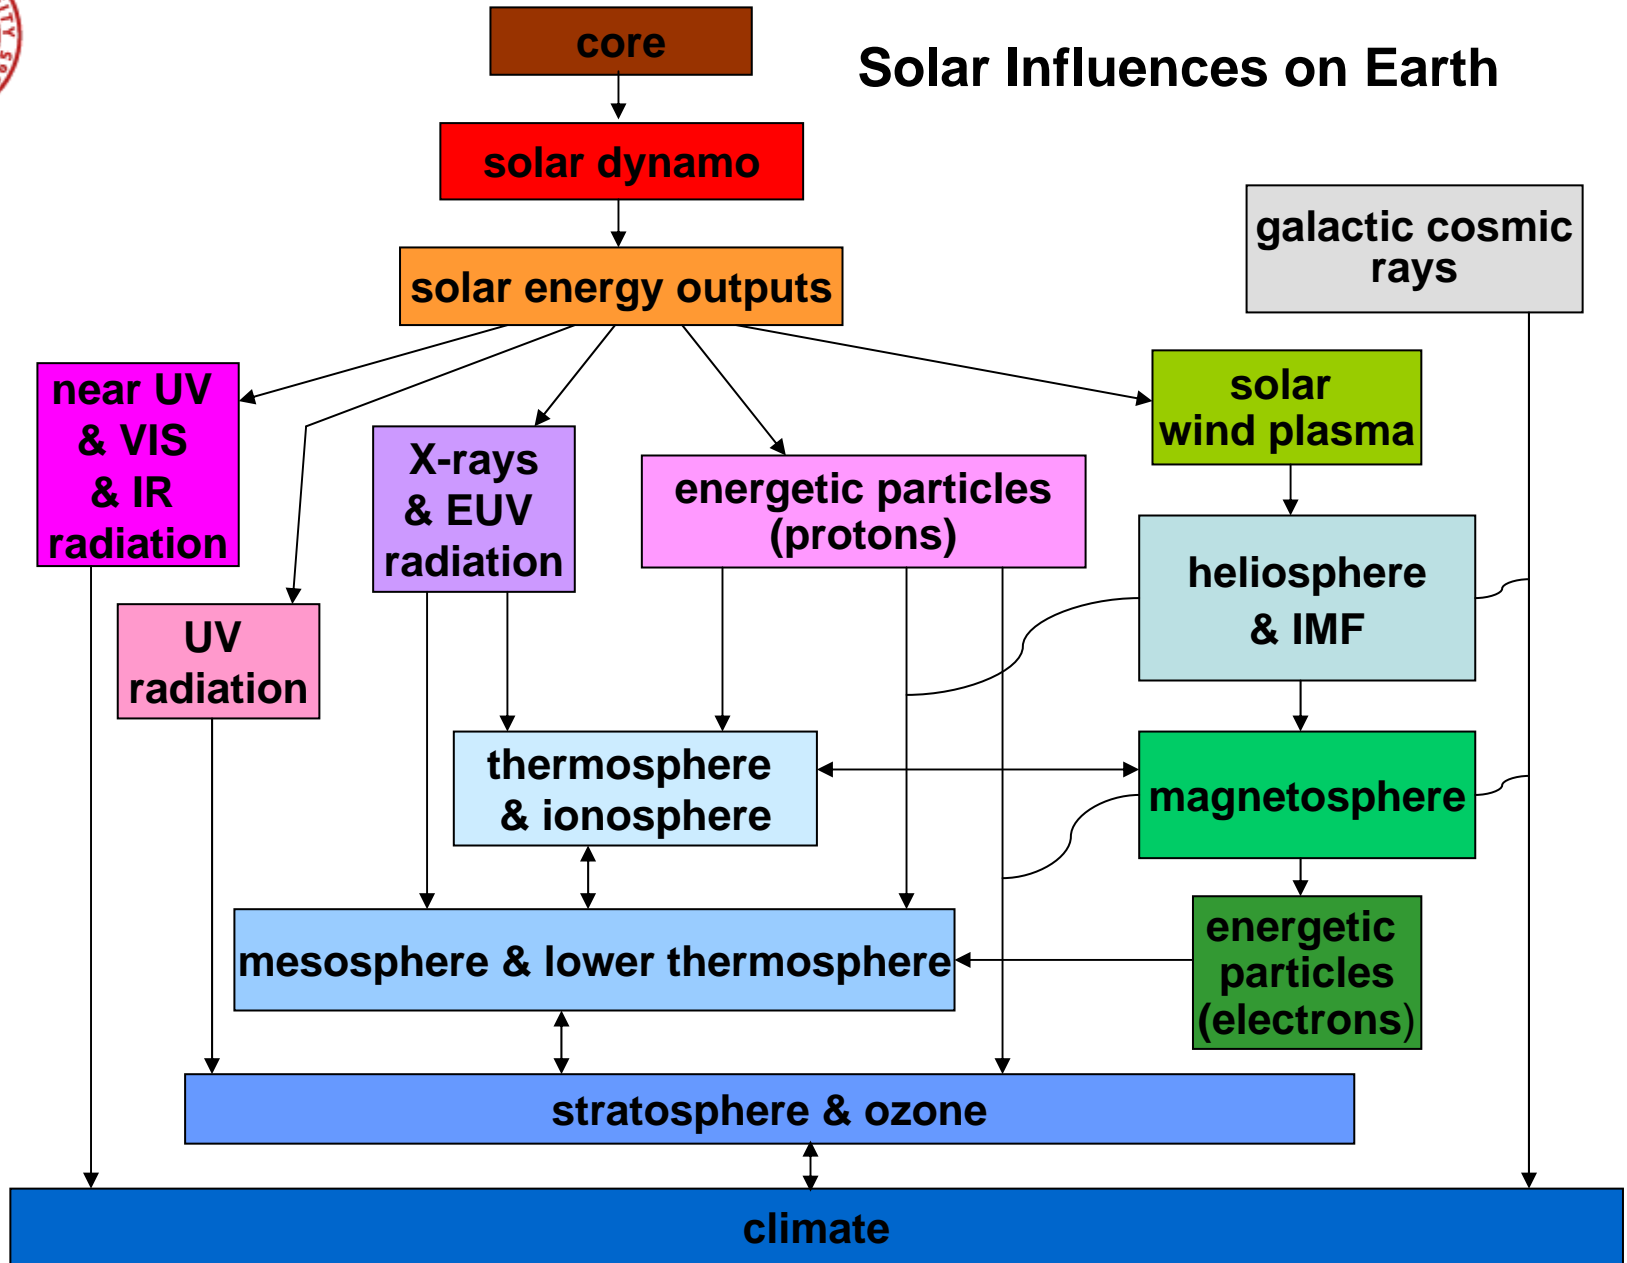 core
Solar Influences on Earth
solar dynamo
galactic cosmic
rays
solar energy outputs
near UV
& VIS
& IR
radiation
solar
wind plasma
X-rays
& EUV
radiation
energetic particles
(protons)
heliosphere
& IMF
UV
radiation
thermosphere
& ionosphere
magnetosphere
energetic
particles
(electrons)
mesosphere & lower thermosphere
stratosphere & ozone
climate